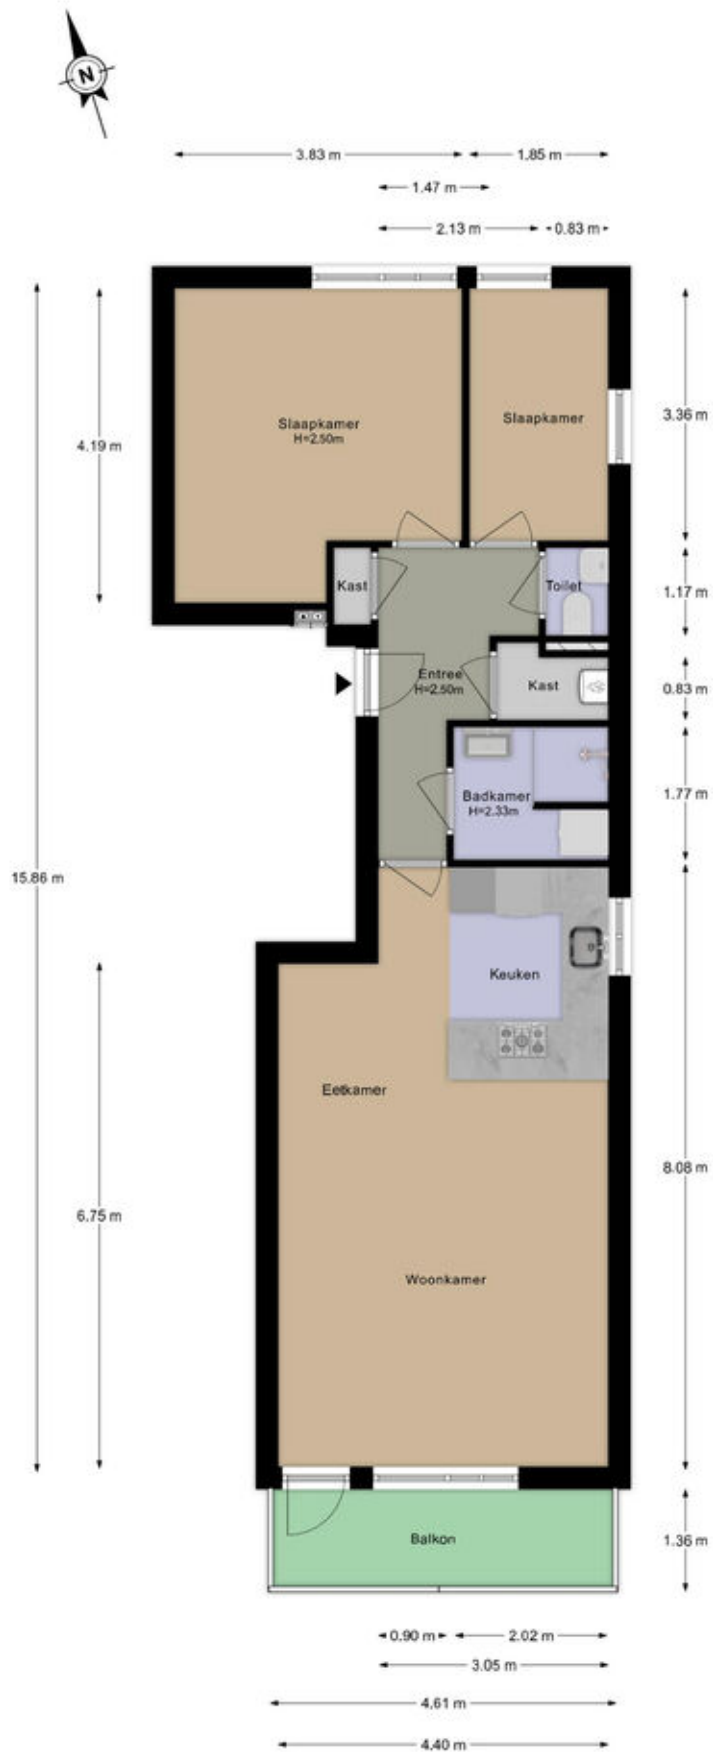 N
3.83 m
1.85 m
1.47 m
2.13 m
0.83 m
Slaapkamer
H=2.50m
Slaapkamer
3.36 m
4.19 m
Kast
Toilet
1.17 m
Entree
H=2.50m
Kast
0.83 m
Badkamer
H=2.33m
1.77 m
15.86 m
Keuken
Eetkamer
8.08 m
6.75 m
Woonkamer
Balkon
1.36 m
0.90 m
2.02 m
3.05 m
4.61 m
4.40 m